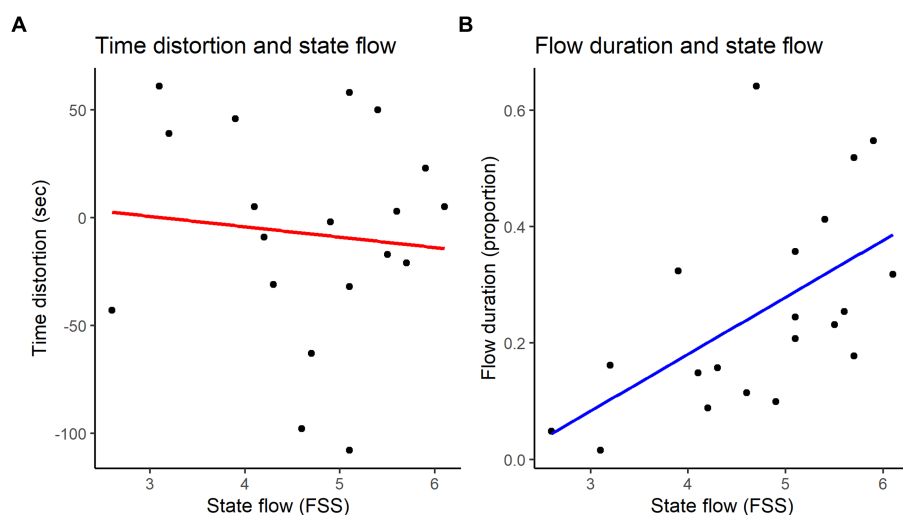 A
Time distortion and state flow
Time distortion (sec)
50
0
-50
-100
3 4 5 6
State flow (FSS)
B
Flow duration and state flow
Flow duration (proportion)
0.6
0.4
0.2
0.0
3 4 5 6
State flow (FSS)